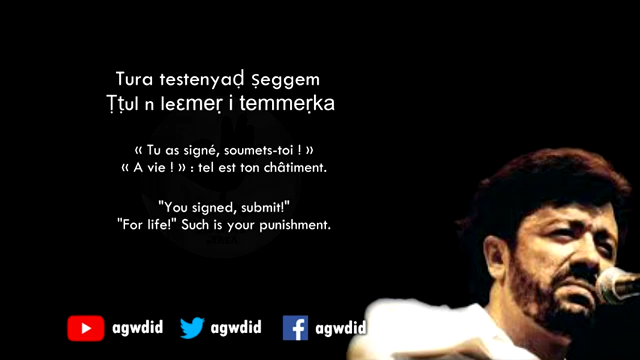 Tura testenyaḍ ṣeggem
Ṭṭul n leɛmeṛ i temmeṛka
« Tu as signé, soumets-toi ! »
« A vie ! » : tel est ton châtiment.
"You signed, submit!"
"For life!" Such is your punishment.
agwdid agwdid agwdid